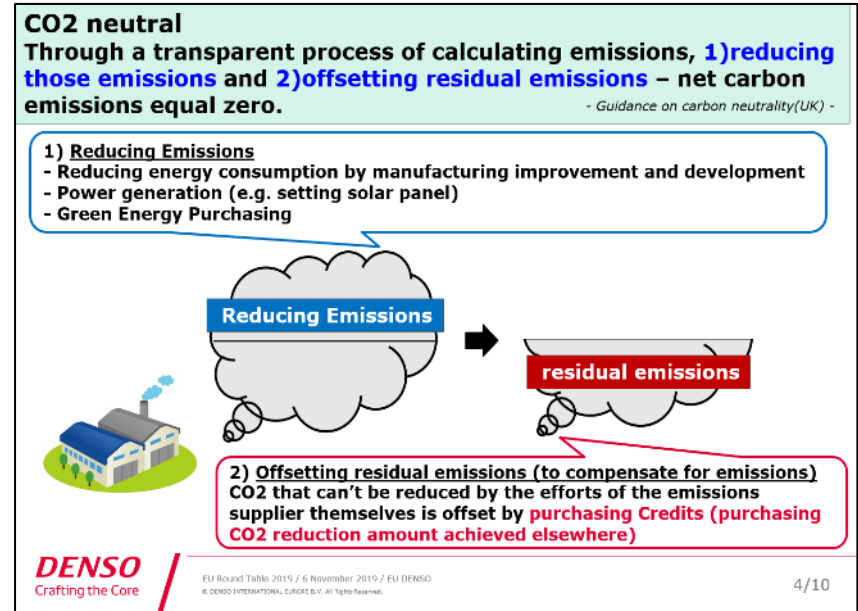 CO2 neutral
Through a transparent process of calculating emissions, 1)reducing
those emissions and 2)offsetting residual emissions – net carbon
emissions equal zero.
- Guidance on carbon neutrality(UK) -
1) Reducing Emissions
- Reducing energy consumption by manufacturing improvement and development
- Power generation (e.g. setting solar panel)
- Green Energy Purchasing
Reducing Emissions
residual emissions
2) Offsetting residual emissions (to compensate for emissions)
CO2 that can't be reduced by the efforts of the emissions
supplier themselves is offset by purchasing Credits (purchasing
CO2 reduction amount achieved elsewhere)
DENSO
Crafting the Core
EU Round Table 2019 / 6 November 2019 / EU DENSO
© DENSO INTERNATIONAL EUROPE B.V. All Rights Reserved.
4/10